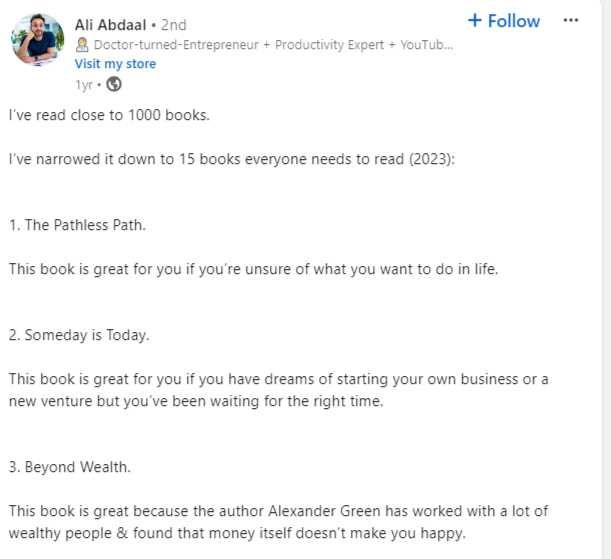 Ali Abdaal • 2nd
Doctor-turned-Entrepreneur + Productivity Expert + YouTub...
Visit my store
1yr •
+ Follow
I've read close to 1000 books.
I've narrowed it down to 15 books everyone needs to read (2023):
1. The Pathless Path.
This book is great for you if you're unsure of what you want to do in life.
2. Someday is Today.
This book is great for you if you have dreams of starting your own business or a
new venture but you've been waiting for the right time.
3. Beyond Wealth.
This book is great because the author Alexander Green has worked with a lot of
wealthy people & found that money itself doesn't make you happy.